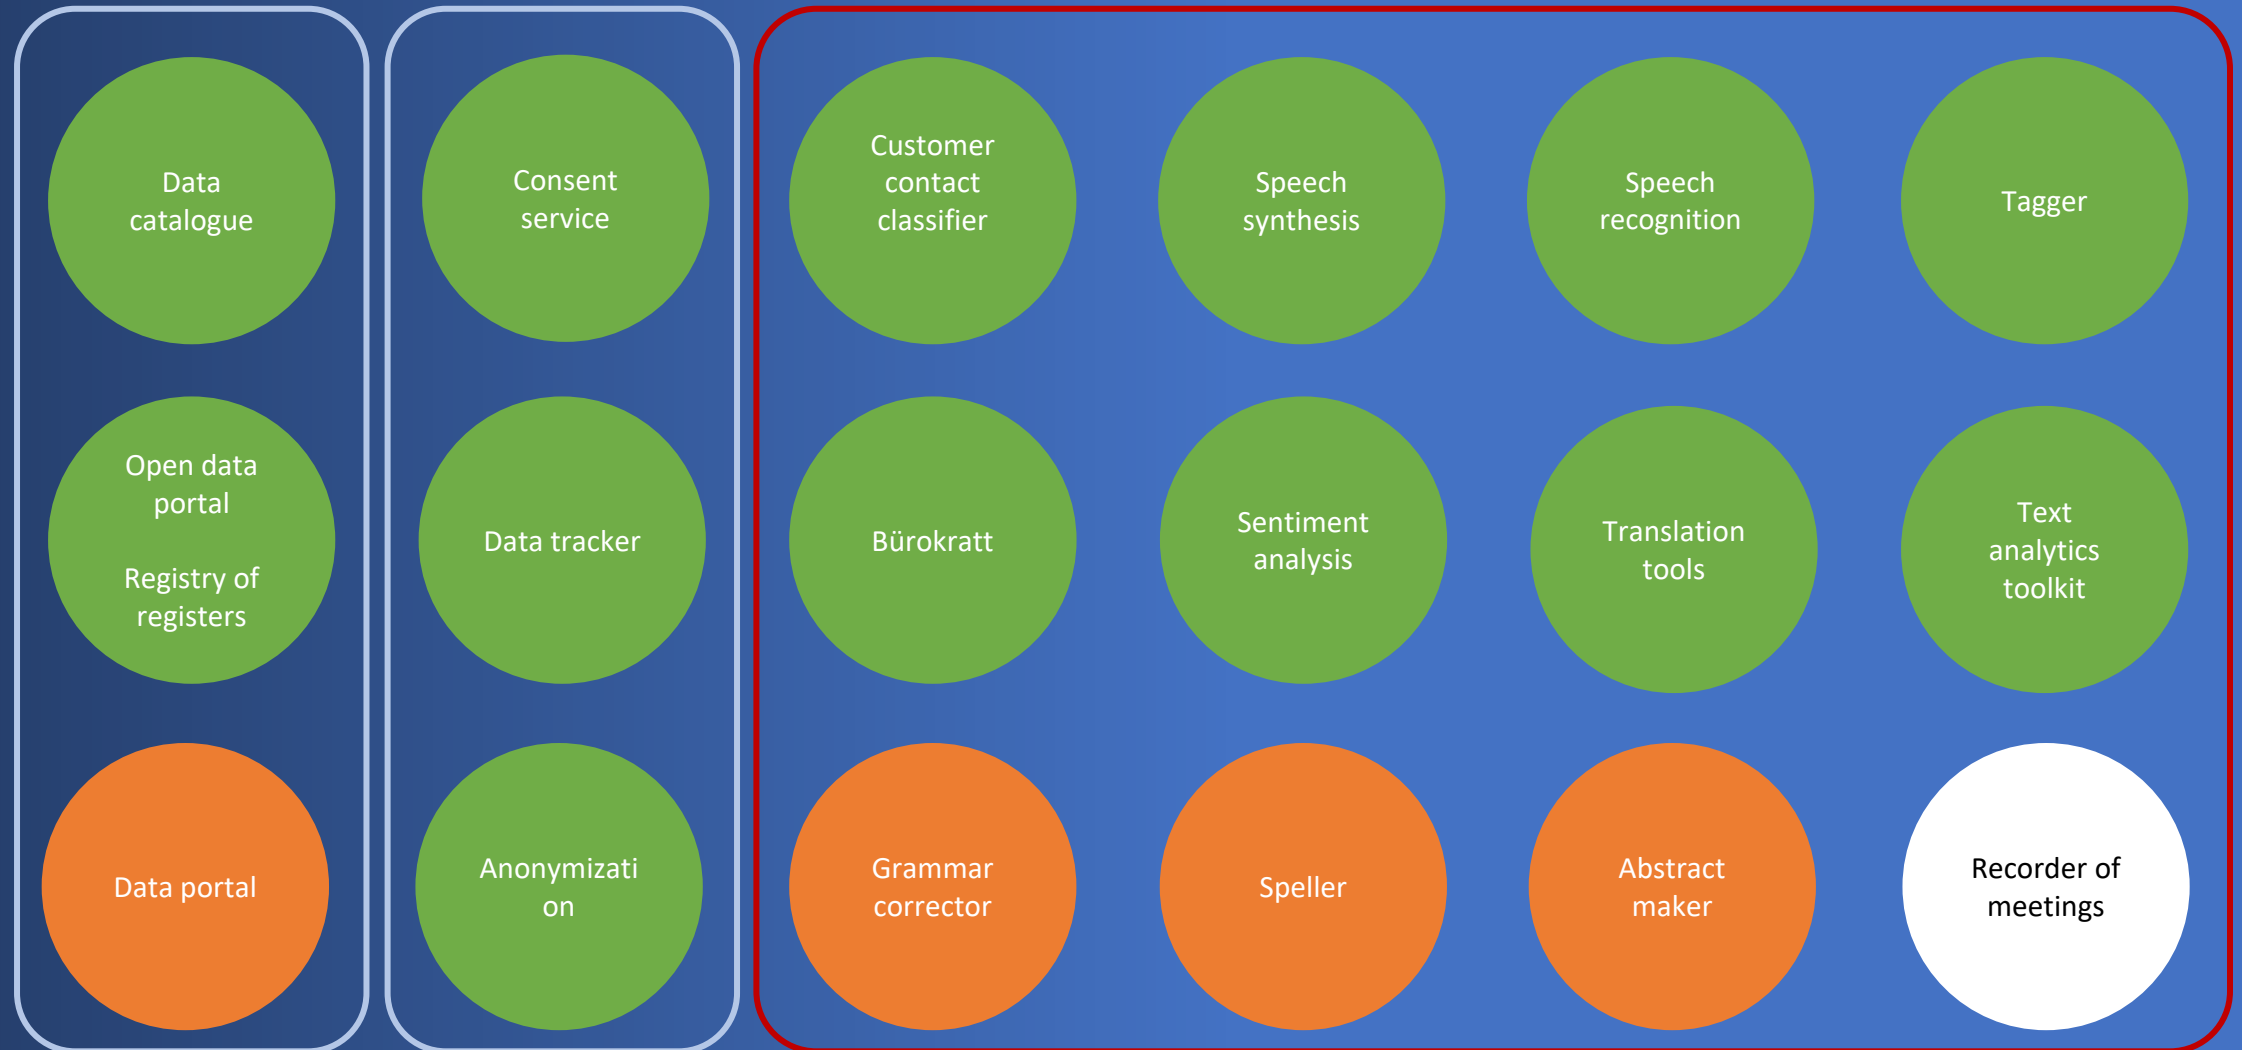 Data
catalogue
Consent
service
Customer
contact
classifier
Speech
synthesis
Speech
recognition
Tagger
Open data
portal
Registry of
registers
Data tracker
Bürokratt
Sentiment
analysis
Translation
tools
Text
analytics
toolkit
Data portal
Anonymizati
on
Grammar
corrector
Speller
Abstract
maker
Recorder of
meetings